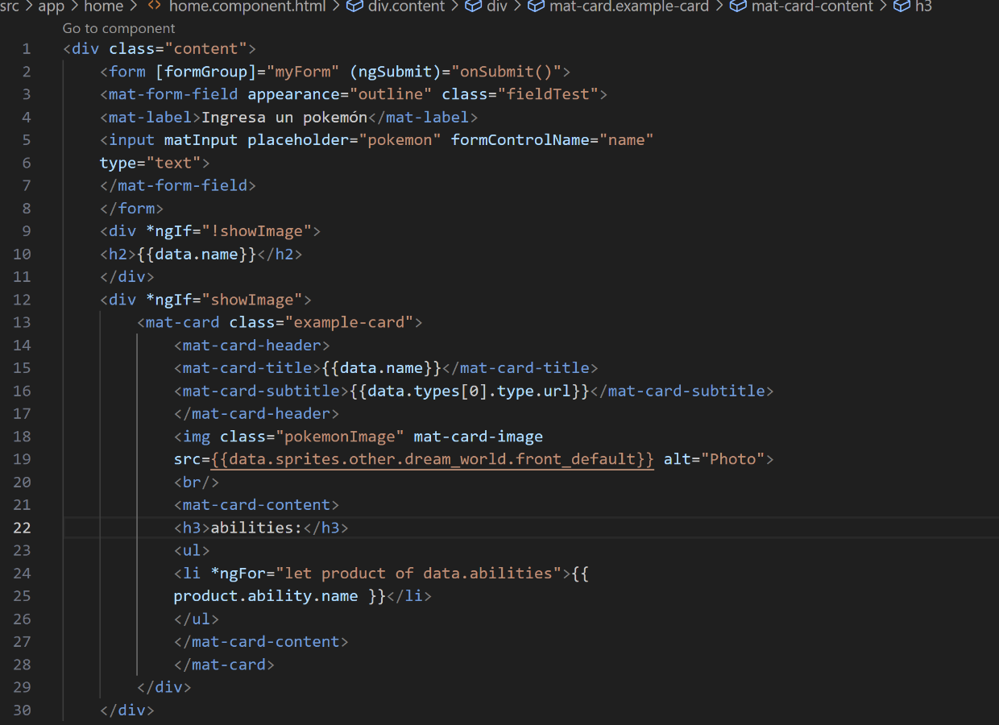 src > app > home > <> home.component.html > div.content > div > mat-card.example-card > mat-card-content > h3
Go to component
1 <div class="content">
2 <form [formGroup]="myForm" (ngSubmit)="onSubmit()">
3 <mat-form-field appearance="outline" class="fieldTest">
4 <mat-label>Ingresa un pokemón</mat-label>
5 <input matInput placeholder="pokemon" formControlName="name"
6 type="text">
7 </mat-form-field>
8 </form>
9 <div *ngIf="!showImage">
10 <h2>{{data.name}}</h2>
11 </div>
12 <div *ngIf="showImage">
13 <mat-card class="example-card">
14 <mat-card-header>
15 <mat-card-title>{{data.name}}</mat-card-title>
16 <mat-card-subtitle>{{data.types[0].type.url}}</mat-card-subtitle>
17 </mat-card-header>
18 <img class="pokemonImage" mat-card-image
19 src={{data.sprites.other.dream_world.front_default}} alt="Photo">
20 <br/>
21 <mat-card-content>
22 <h3>abilities:</h3>
23 <ul>
24 <li *ngFor="let product of data.abilities">{{
25 product.ability.name }}</li>
26 </ul>
27 </mat-card-content>
28 </mat-card>
29 </div>
30 </div>